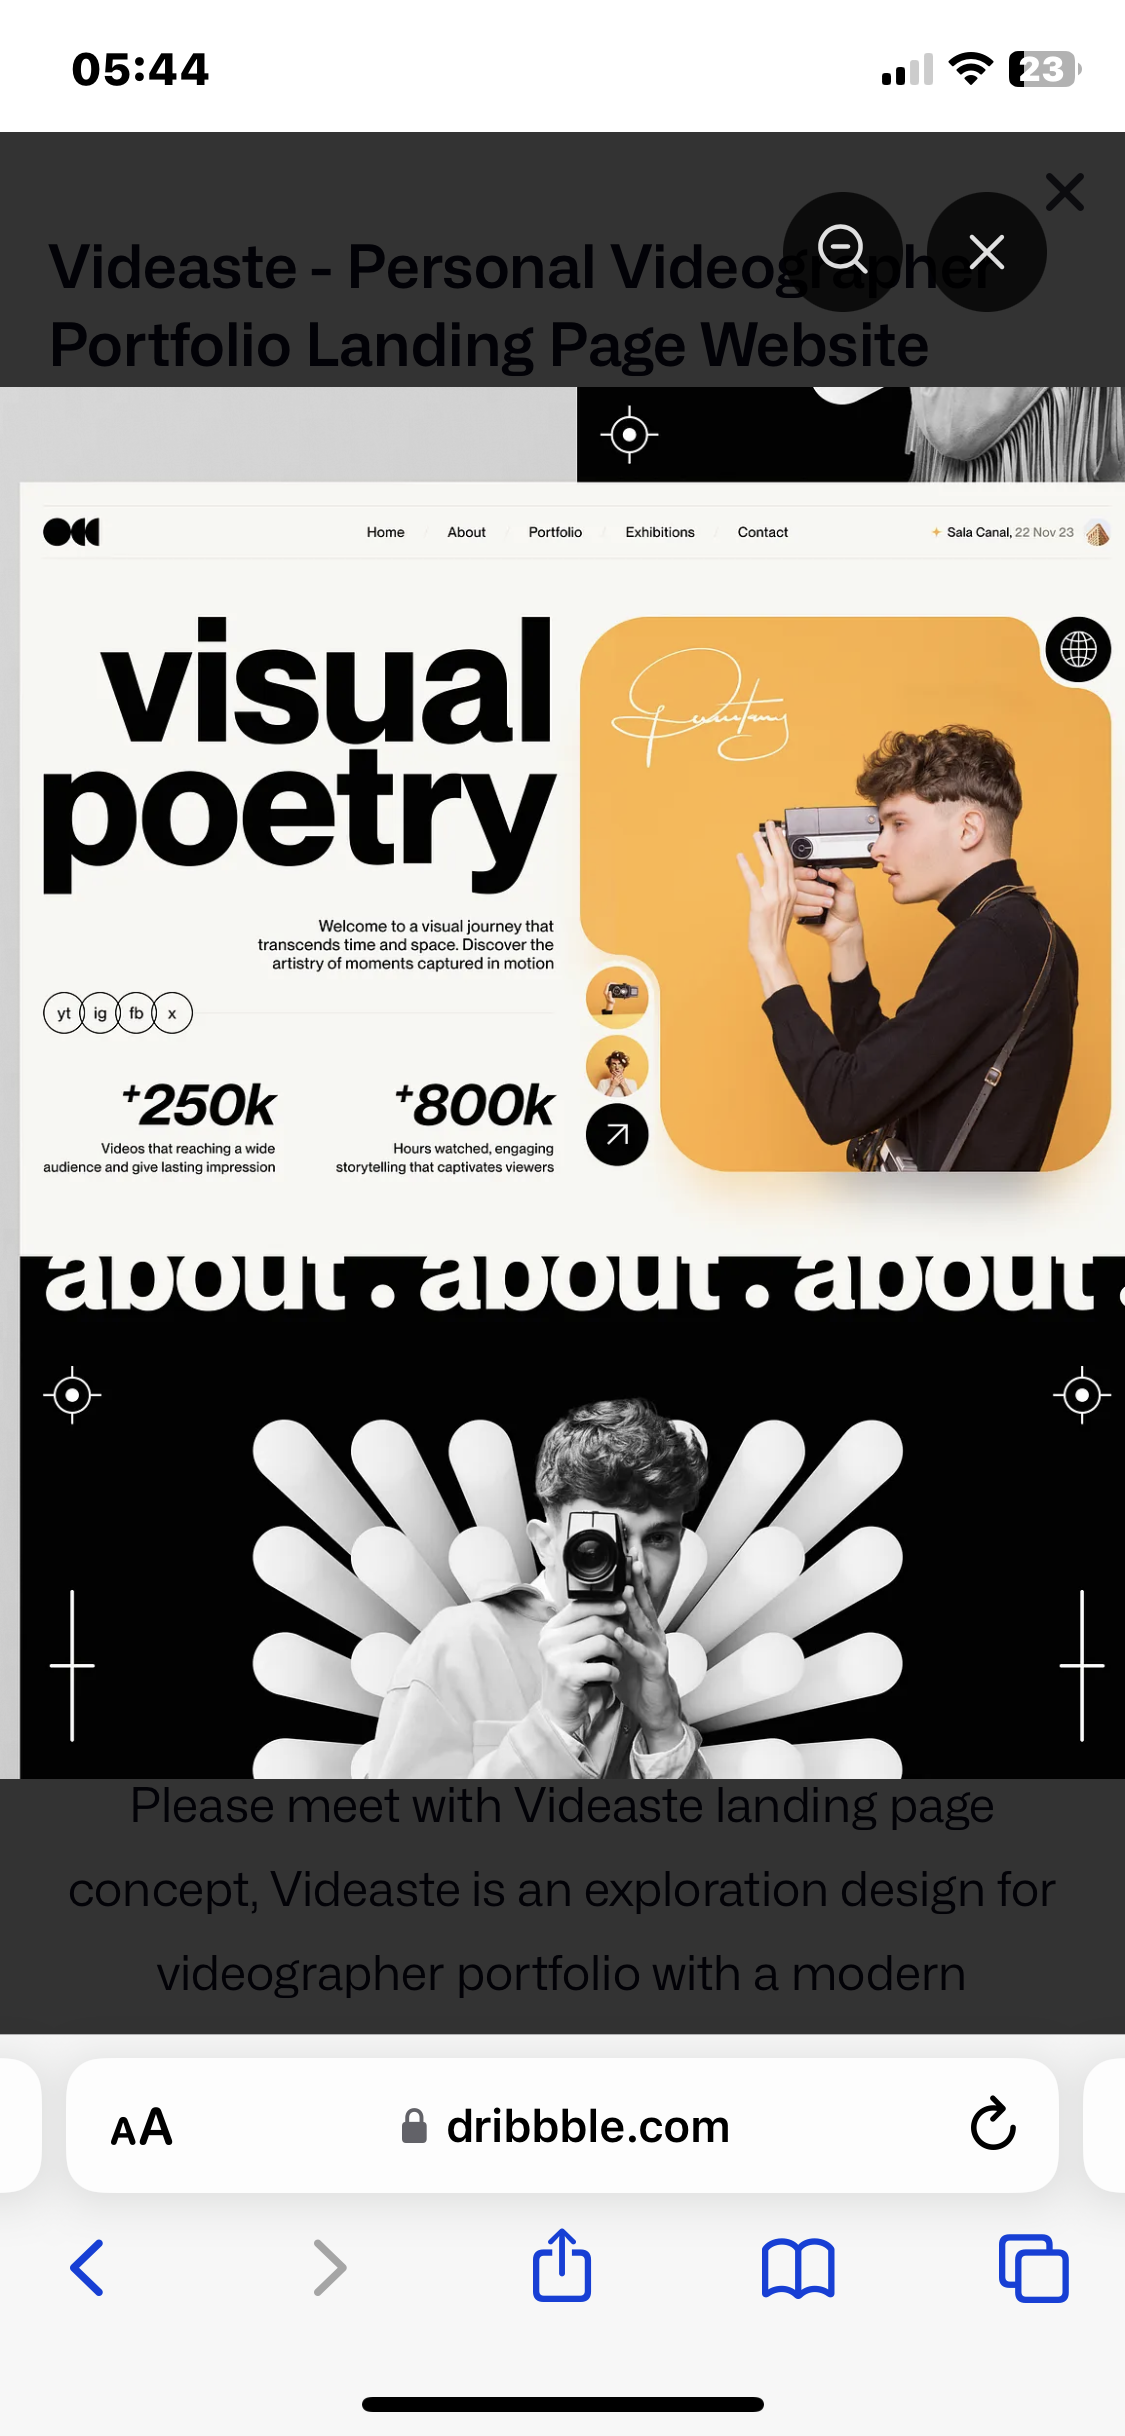 05:44
23
Videaste - Personal Videographer
Portfolio Landing Page Website
Home / About / Portfolio / Exhibitions / Contact
Sala Canal, 22 Nov 23
visual
poetry
Welcome to a visual journey that
transcends time and space. Discover the
artistry of moments captured in motion
yt ig fb x
+250k
Videos that reaching a wide
audience and give lasting impression
+800k
Hours watched, engaging
storytelling that captivates viewers
about . about . about .
Please meet with Videaste landing page
concept, Videaste is an exploration design for
videographer portfolio with a modern
AA
dribbble.com